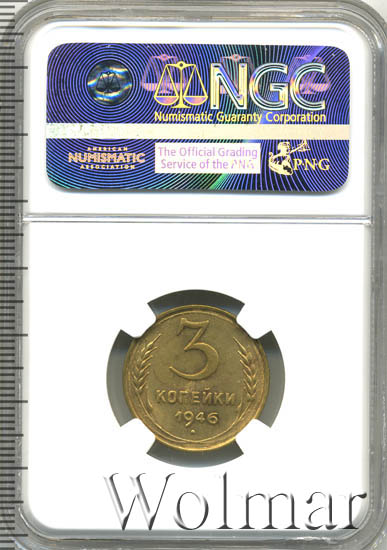 NGC
Numismatic Guaranty Corporation
AMERICAN
NUMISMATIC
ASSOCIATION
The Official Grading
Service of the PNG
PNG
3
КОПЕЙКИ
1946
Wolmar